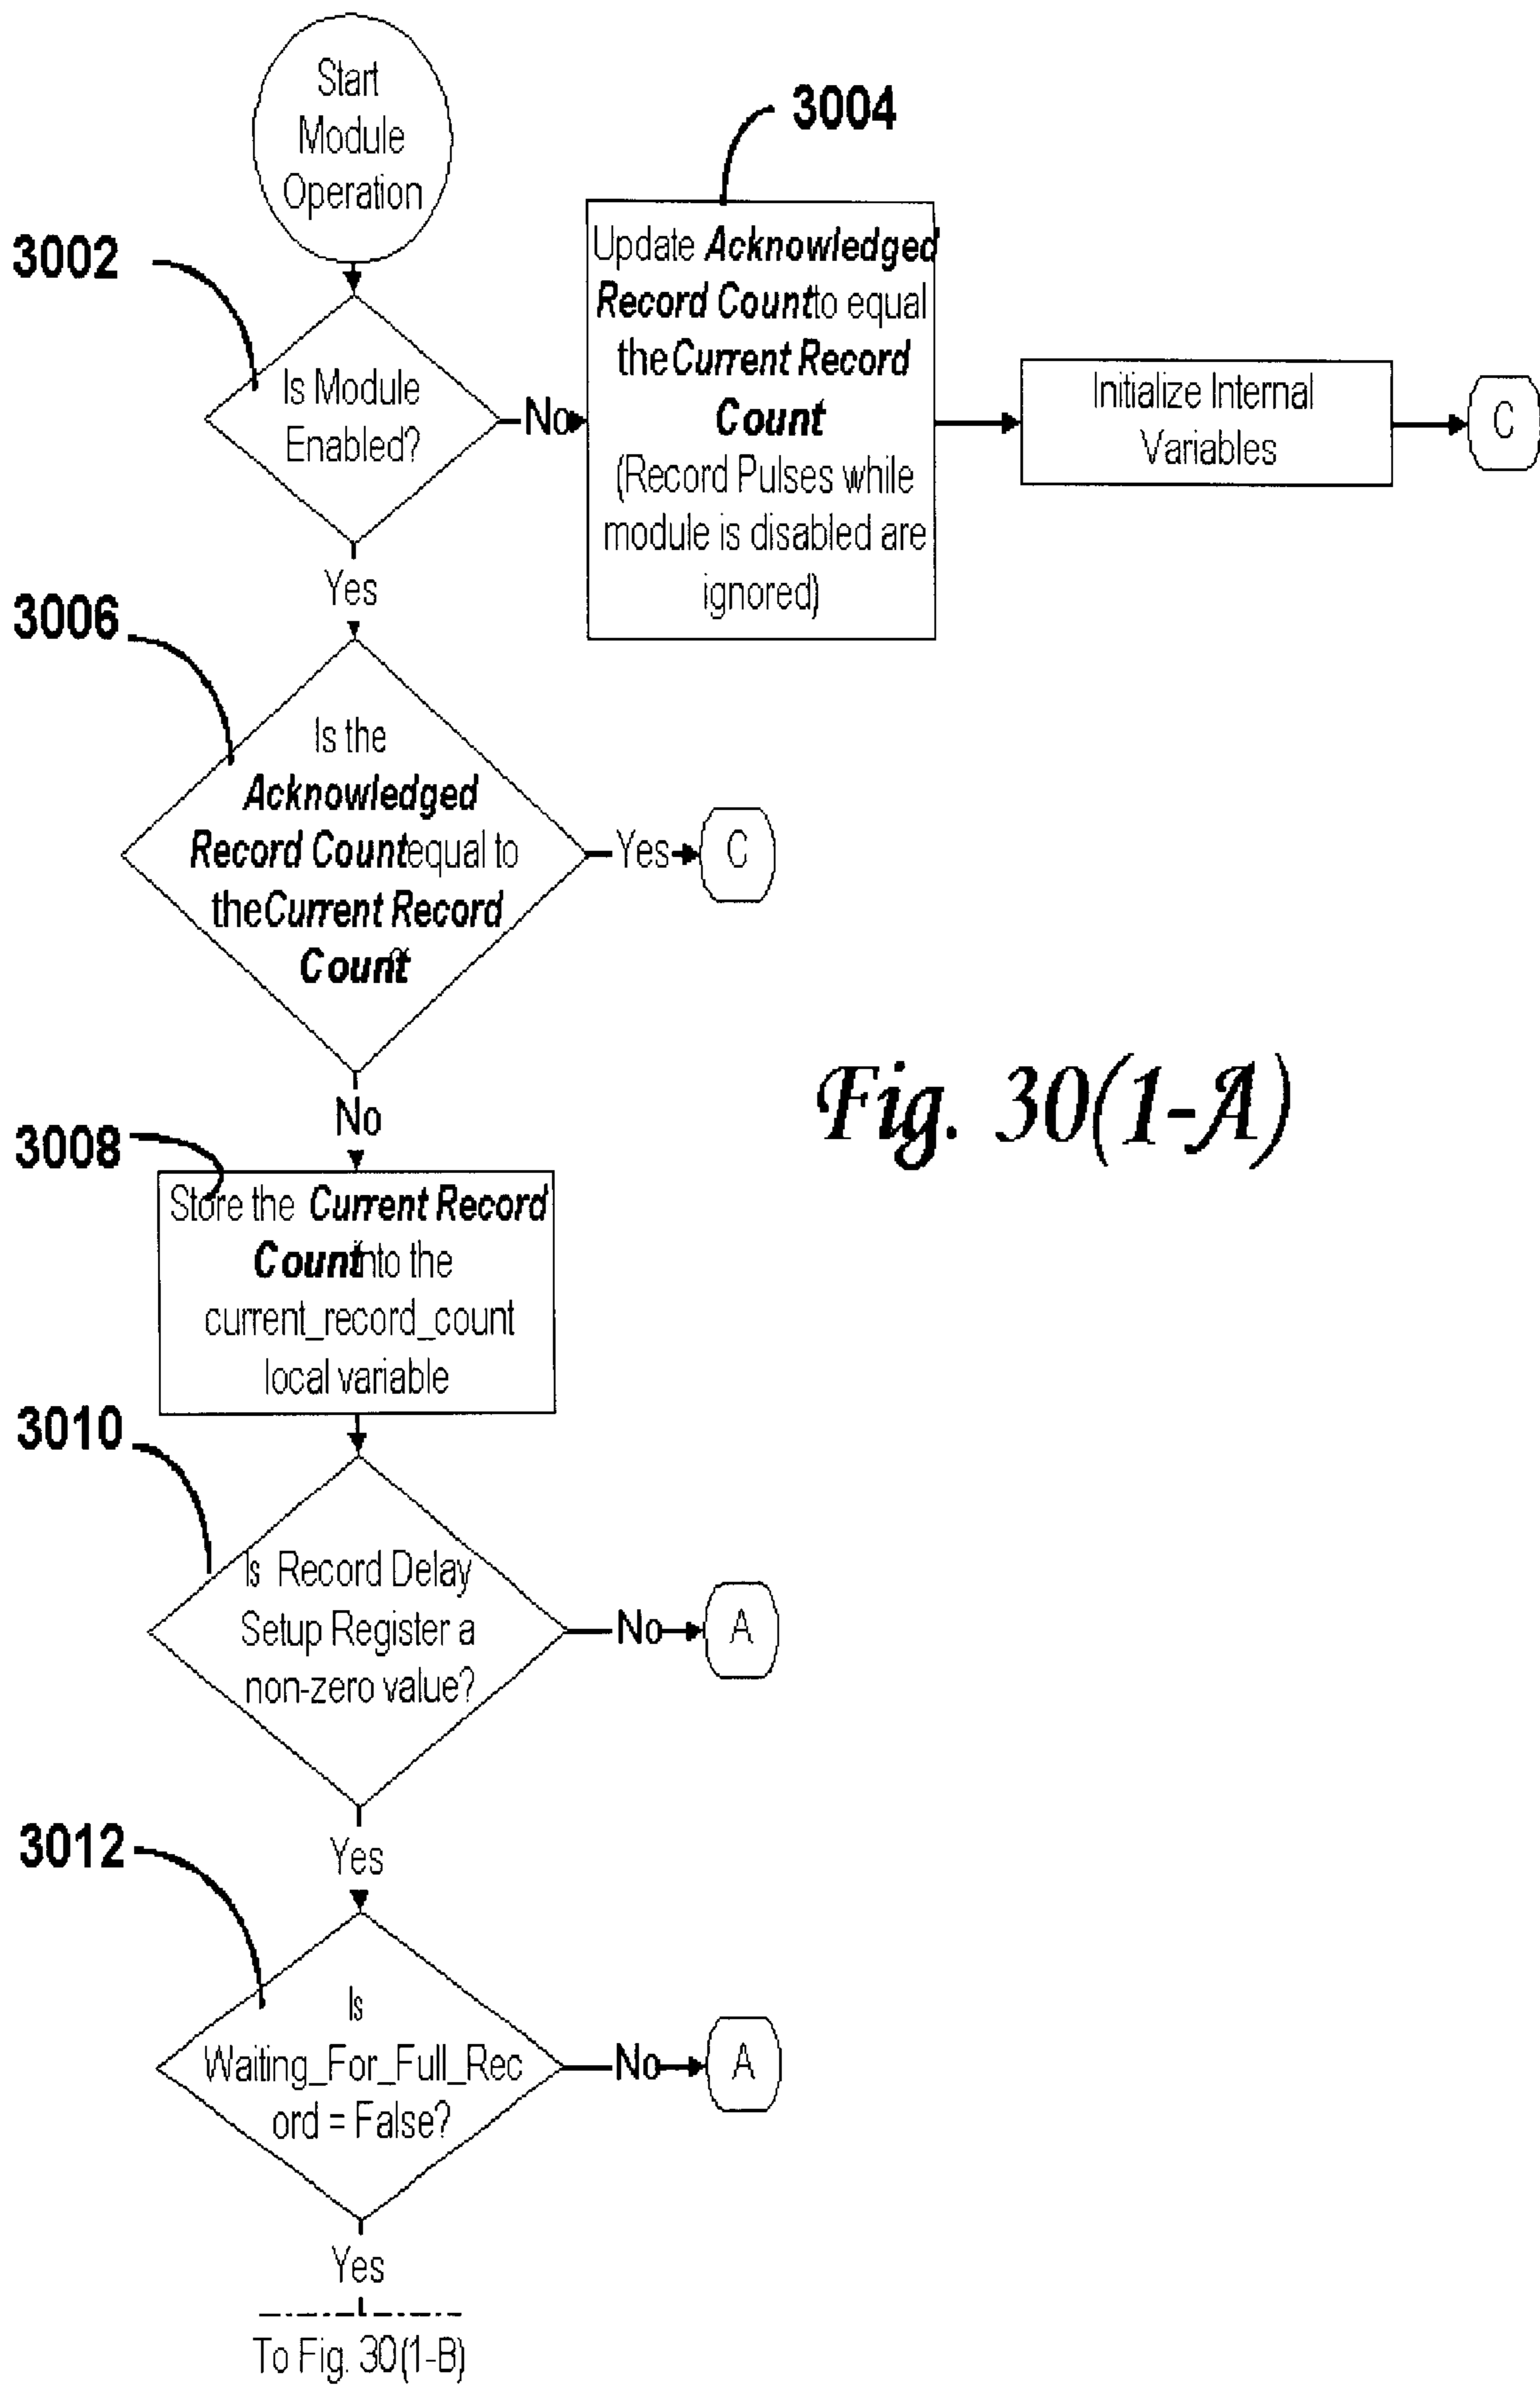 Start
Module
Operation
3004
3002
Update Acknowledged
Record Count to equal
the Current Record
Count
(Record Pulses while
module is disabled are
ignored)
Is Module
Enabled?
No
Initialize Internal
Variables
C
Yes
3006
Is the
Acknowledged
Record Count equal to
the Current Record
Count?
Yes
C
No
Fig. 30(1-A)
3008
Store the Current Record
Count into the
current_record_count
local variable
3010
Is Record Delay
Setup Register a
non-zero value?
No
A
Yes
3012
Is
Waiting_For_Full_Rec
ord = False?
No
A
Yes
To Fig. 30(1-B)